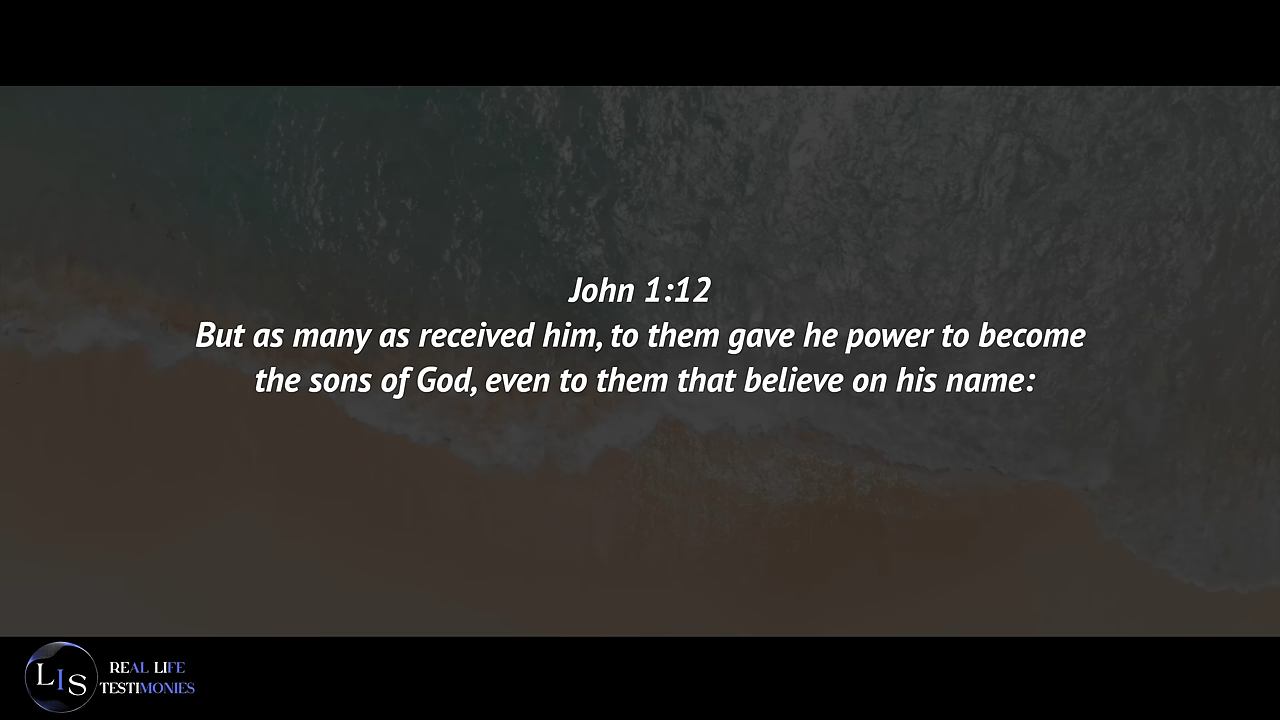 John 1:12
But as many as received him, to them gave he power to become
the sons of God, even to them that believe on his name:
LIS
REAL LIFE
TESTIMONIES